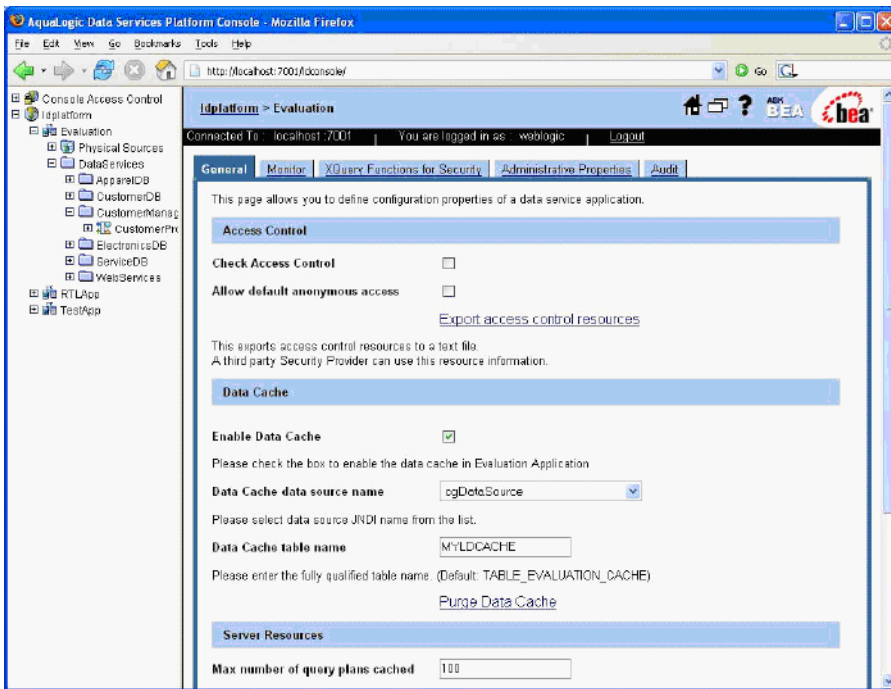 AquaLogic Data Services Platform Console - Mozilla Firefox
File Edit View Go Bookmarks Tools Help
http://localhost:7001/ldconsole/
Go
Console Access Control
ldplatform
Evaluation
Physical Sources
DataServices
ApparelDB
CustomerDB
CustomerManag
CustomerPro
ElectronicsDB
ServiceDB
WebServices
RTLApp
TestApp
ldplatform > Evaluation
ASK BEA
bea
Connected To : localhost :7001 | You are logged in as : weblogic | Logout
General Monitor XQuery Functions for Security Administrative Properties Audit
This page allows you to define configuration properties of a data service application.
Access Control
Check Access Control
Allow default anonymous access
Export access control resources
This exports access control resources to a text file.
A third party Security Provider can use this resource information.
Data Cache
Enable Data Cache
Please check the box to enable the data cache in Evaluation Application
Data Cache data source name cgDataSource
Please select data source JNDI name from the list.
Data Cache table name MYLDCACHE
Please enter the fully qualified table name. (Default: TABLE_EVALUATION_CACHE)
Purge Data Cache
Server Resources
Max number of query plans cached 100